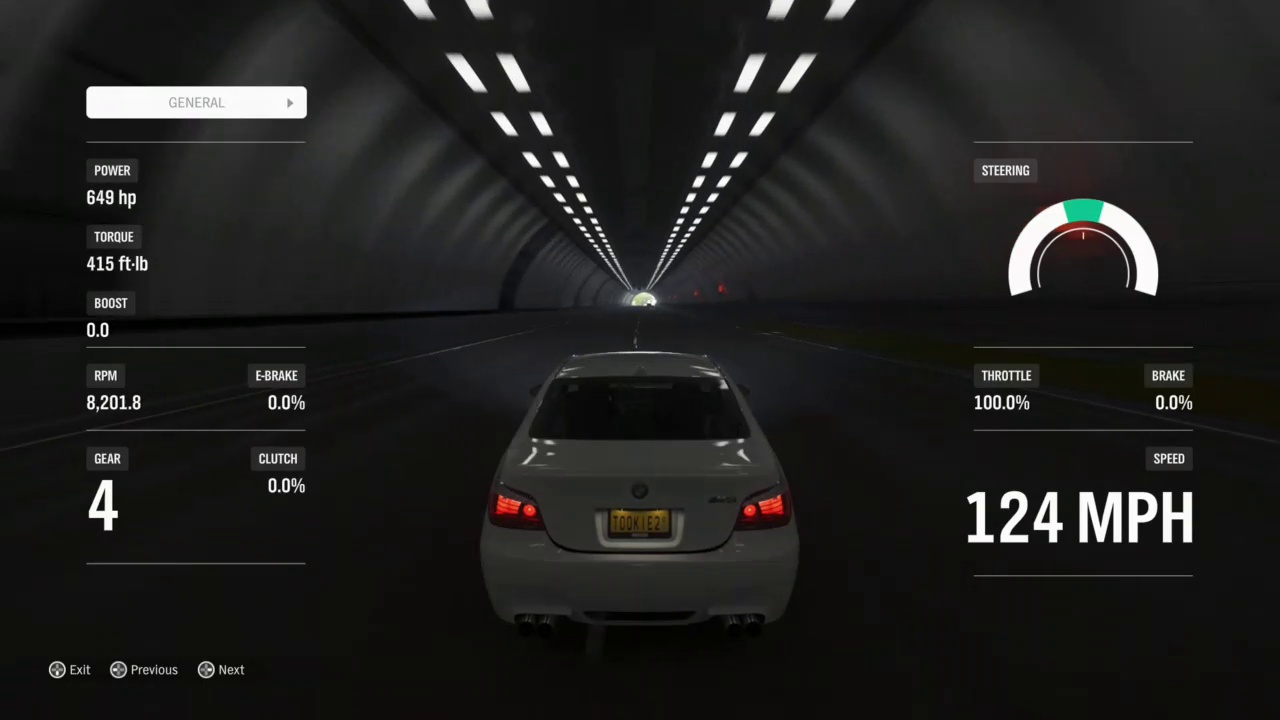 GENERAL
POWER
649 hp
TORQUE
415 ft·lb
BOOST
0.0
RPM
E-BRAKE
8,201.8
0.0%
GEAR
CLUTCH
4
0.0%
STEERING
THROTTLE
BRAKE
100.0%
0.0%
SPEED
124 MPH
TOOKIE2
Exit
Previous
Next